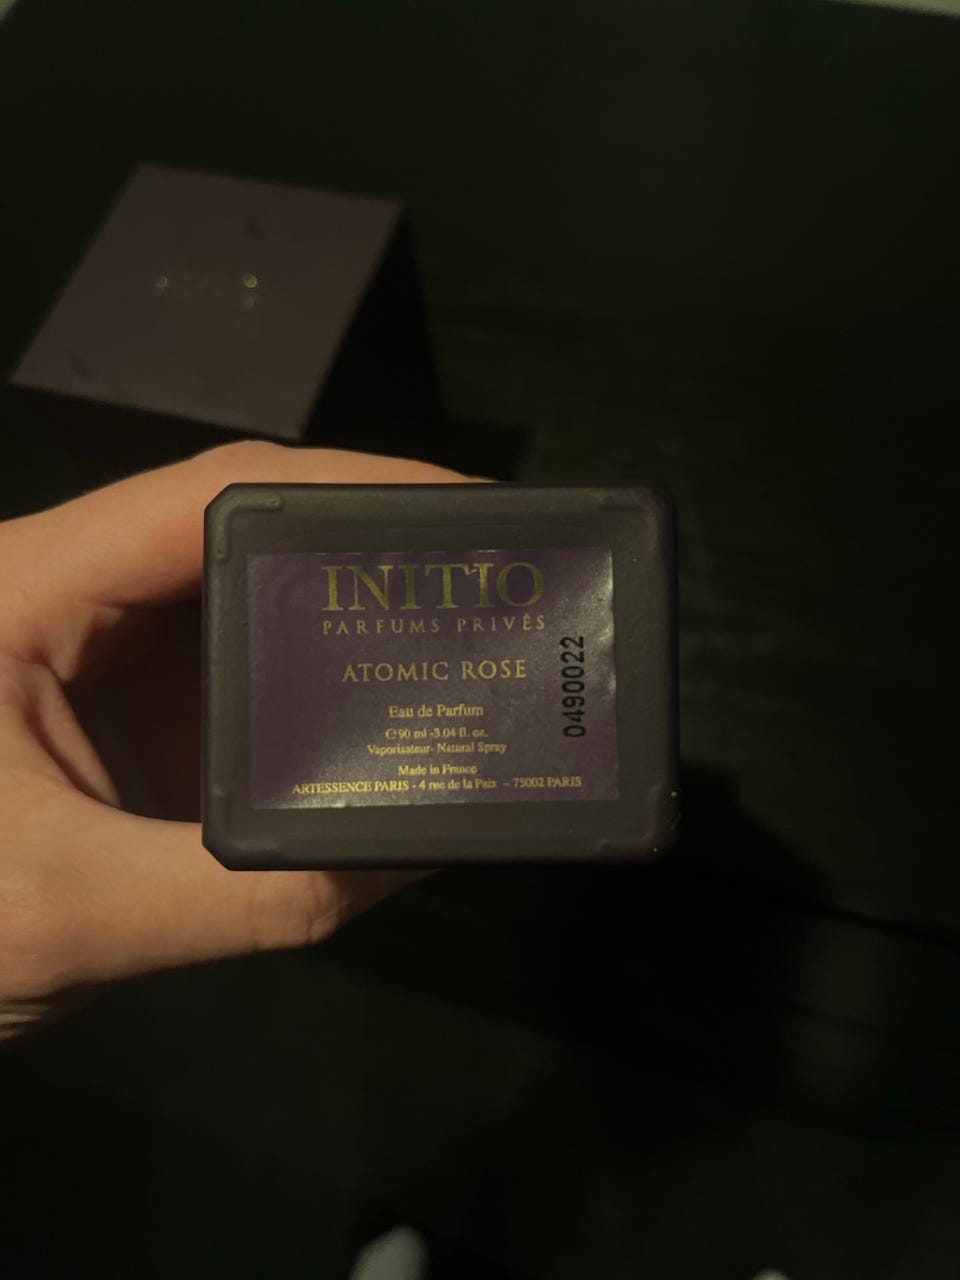 INITIO
PARFUMS PRIVÉS
ATOMIC ROSE
Eau de Parfum
℮ 90 ml -3.04 fl. oz.
Vaporisateur- Natural Spray
Made in France
ARTESSENCE PARIS - 4 rue de la Paix – 75002 PARIS
0490022